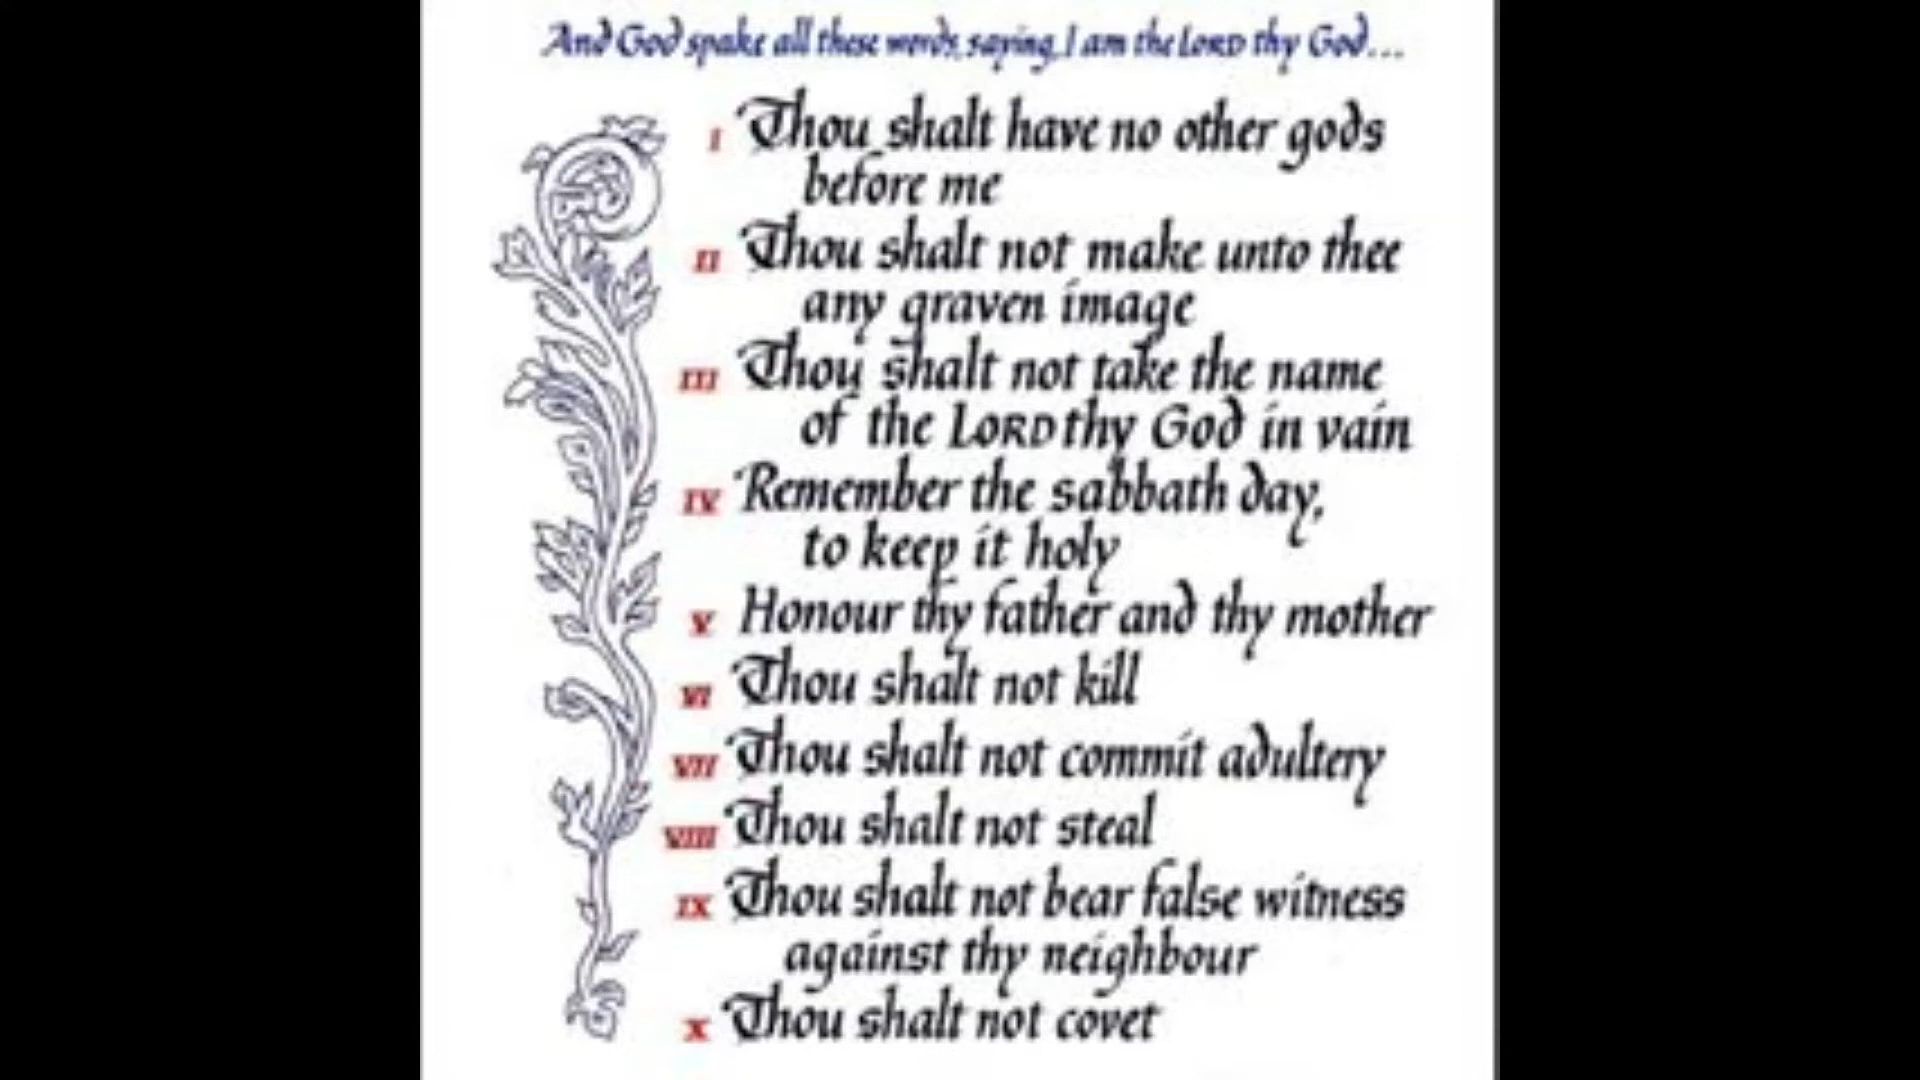 And God spake all these words, saying, I am the LORD thy God...
I Thou shalt have no other gods
before me
II Thou shalt not make unto thee
any graven image
III Thou shalt not take the name
of the LORD thy God in vain
IV Remember the sabbath day,
to keep it holy
V Honour thy father and thy mother
VI Thou shalt not kill
VII Thou shalt not commit adultery
VIII Thou shalt not steal
IX Thou shalt not bear false witness
against thy neighbour
X Thou shalt not covet